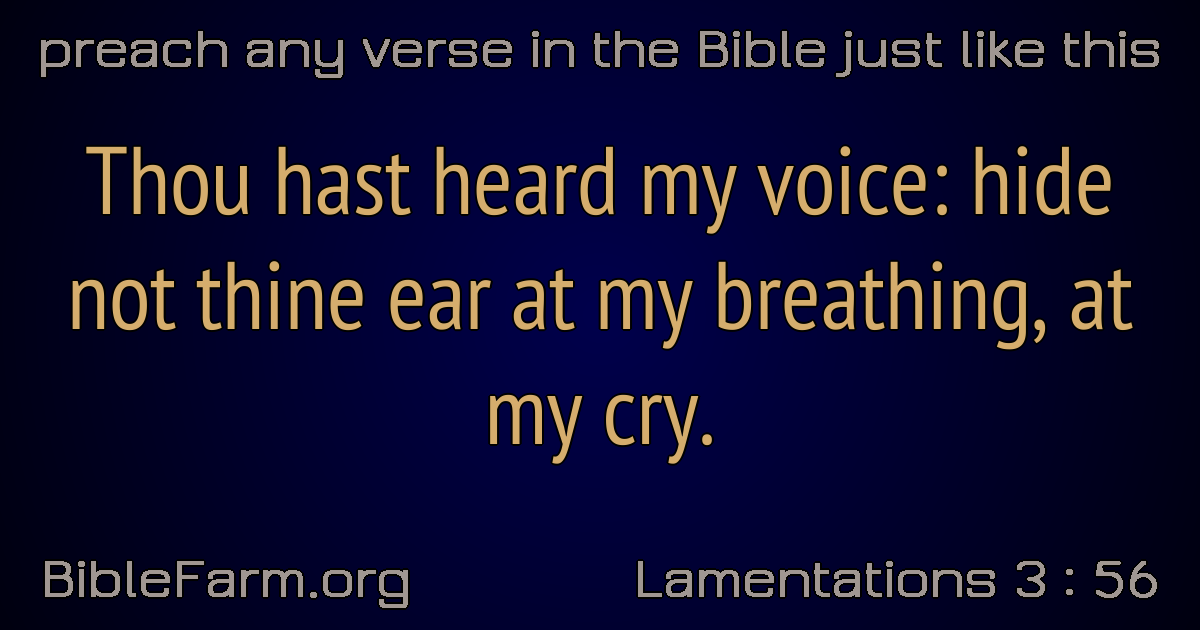 preach any verse in the Bible just like this
Thou hast heard my voice: hide
not thine ear at my breathing, at
my cry.
BibleFarm.org
Lamentations 3 : 56